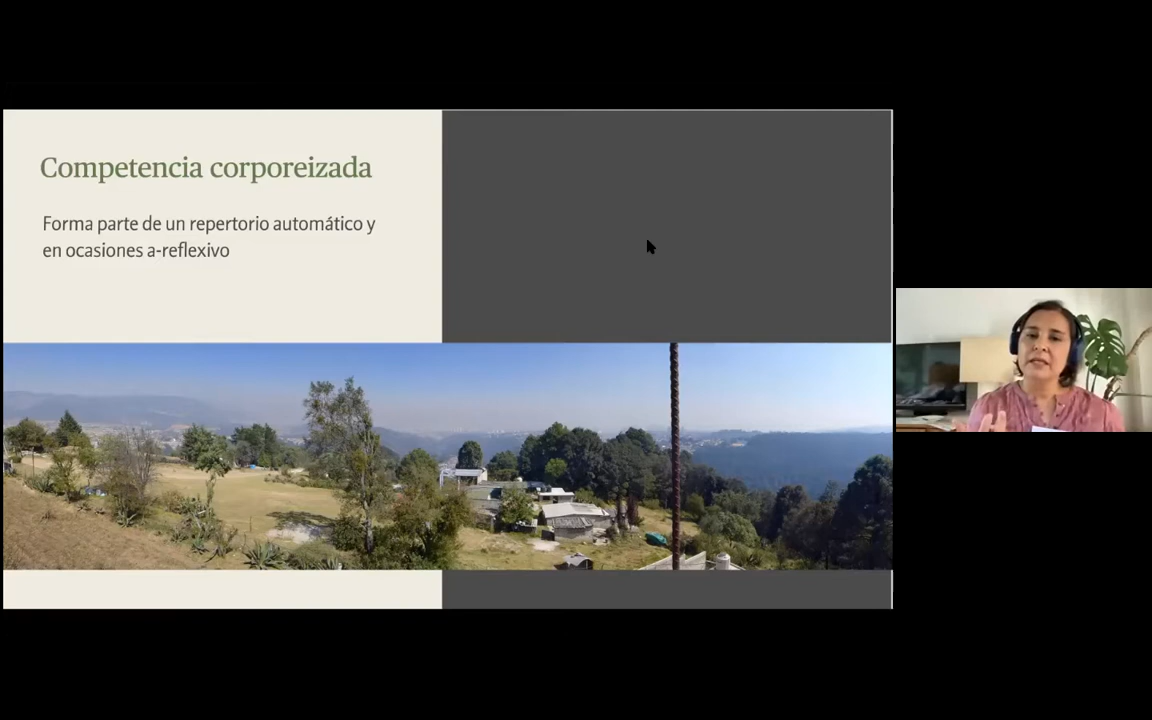 Competencia corporeizada
Forma parte de un repertorio automático y
en ocasiones a-reflexivo